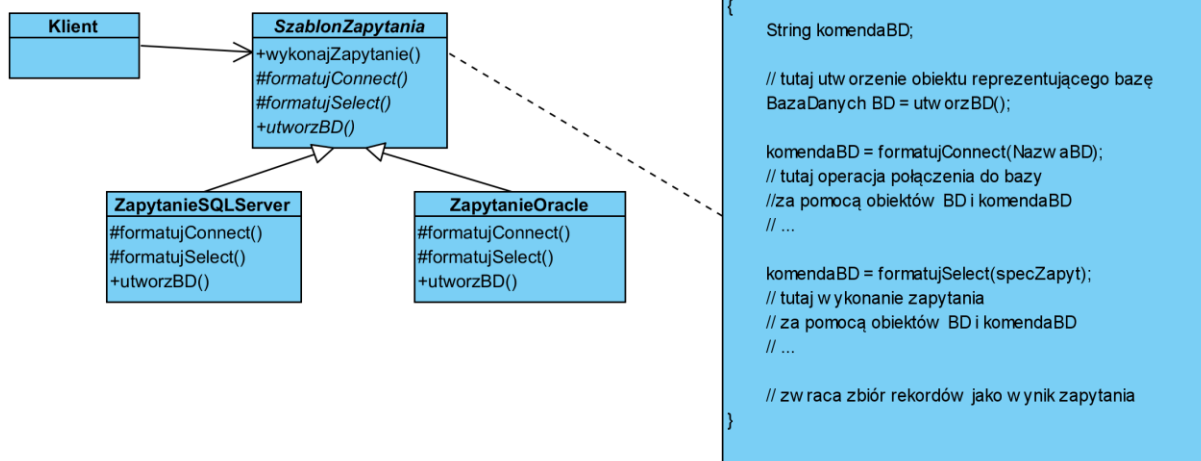 Klient
SzablonZapytania
+wykonajZapytanie()
#formatujConnect()
#formatujSelect()
+utworzBD()
ZapytanieSQLServer
#formatujConnect()
#formatujSelect()
+utworzBD()
ZapytanieOracle
#formatujConnect()
#formatujSelect()
+utworzBD()
{
String komendaBD;
// tutaj utworzenie obiektu reprezentującego bazę
BazaDanych BD = utworzBD();
komendaBD = formatujConnect(NazwaBD);
// tutaj operacja połączenia do bazy
//za pomocą obiektów BD i komendaBD
// ...
komendaBD = formatujSelect(specZapyt);
// tutaj wykonanie zapytania
// za pomocą obiektów BD i komendaBD
// ...
// zwraca zbiór rekordów jako wynik zapytania
}